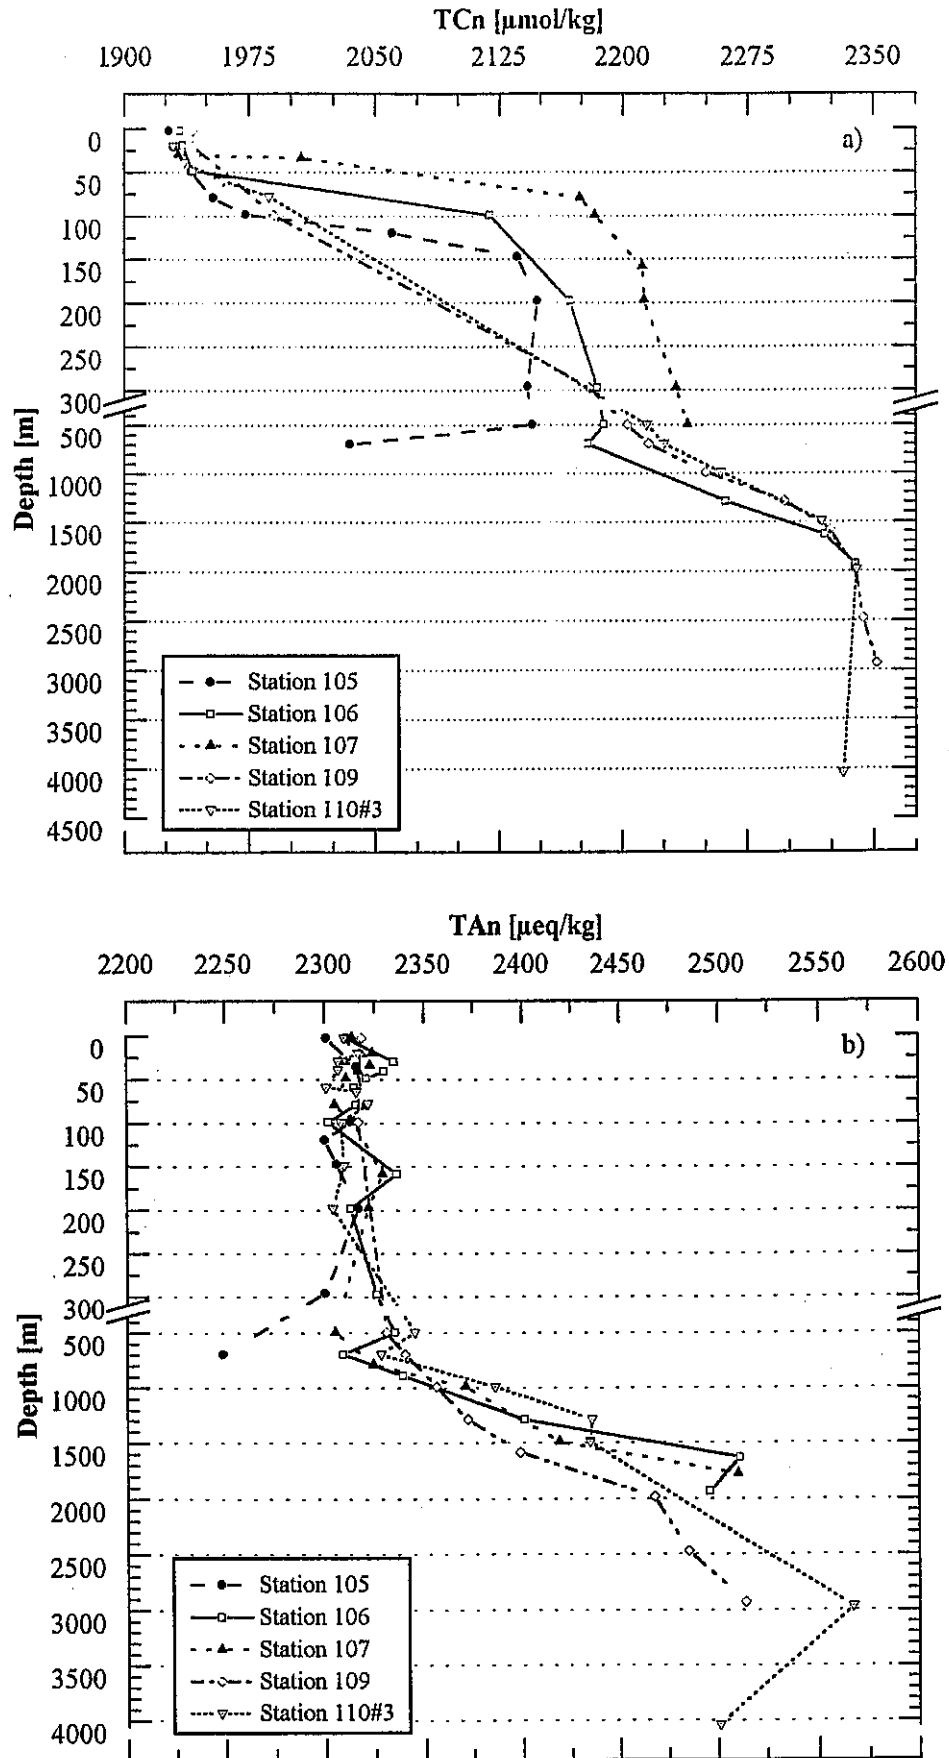 TCn [µmol/kg]
1900 1975 2050 2125 2200 2275 2350
a)
0
50
100
150
200
250
300
500
1000
1500
2000
2500
3000
3500
4000
4500
Depth [m]
Station 105
Station 106
Station 107
Station 109
Station 110#3
TAn [µeq/kg]
2200 2250 2300 2350 2400 2450 2500 2550 2600
b)
0
50
100
150
200
250
300
500
1000
1500
2000
2500
3000
3500
4000
Depth [m]
Station 105
Station 106
Station 107
Station 109
Station 110#3